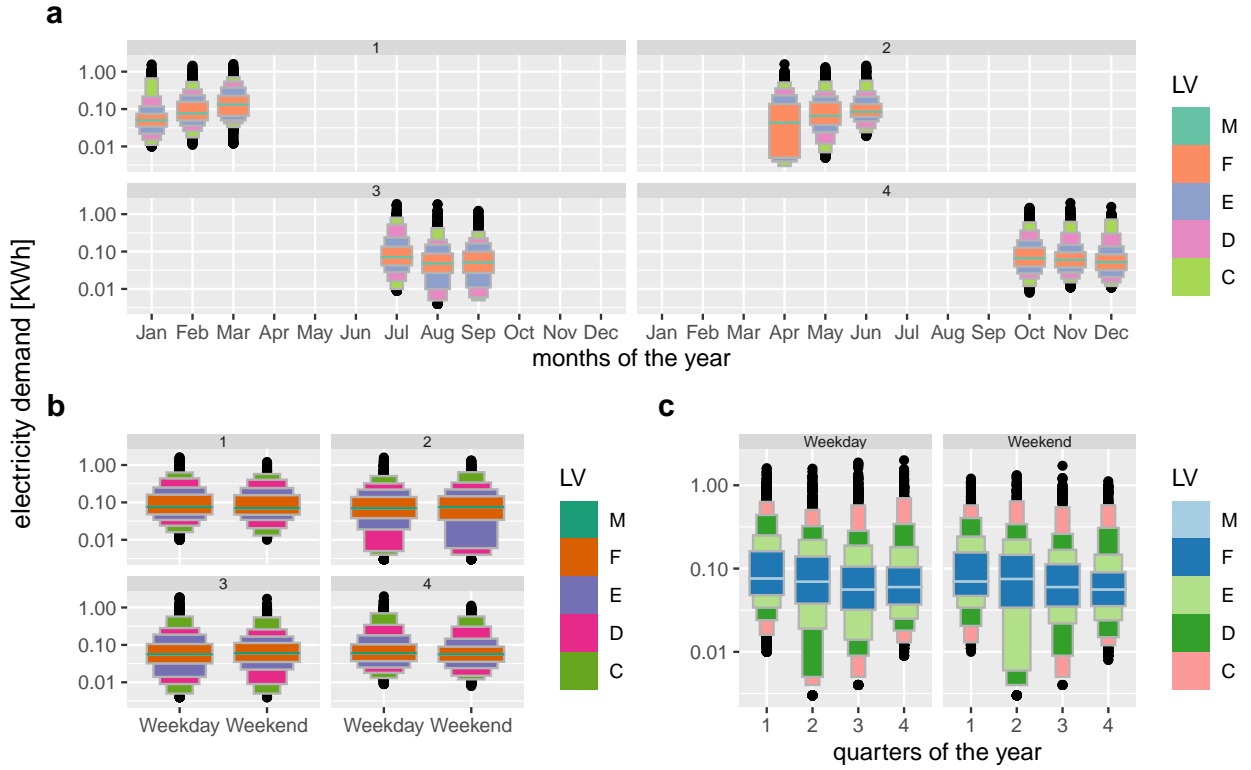 a
1 2
1.00
0.10
0.01
3 4
1.00
0.10
0.01
Jan Feb Mar Apr May Jun Jul Aug Sep Oct Nov Dec Jan Feb Mar Apr May Jun Jul Aug Sep Oct Nov Dec
months of the year
LV
M
F
E
D
C
electricity demand [KWh]
b
1 2
1.00
0.10
0.01
3 4
1.00
0.10
0.01
Weekday Weekend Weekday Weekend
LV
M
F
E
D
C
c
Weekday Weekend
1.00
0.10
0.01
1 2 3 4 1 2 3 4
quarters of the year
LV
M
F
E
D
C